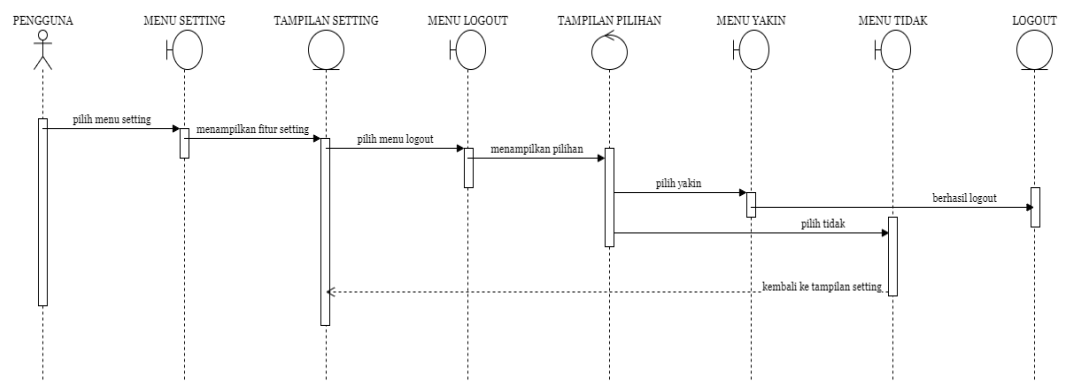 PENGGUNA
MENU SETTING
TAMPILAN SETTING
MENU LOGOUT
TAMPILAN PILIHAN
MENU YAKIN
MENU TIDAK
LOGOUT
pilih menu setting
menampilkan fitur setting
pilih menu logout
menampilkan pilihan
pilih yakin
berhasil logout
pilih tidak
kembali ke tampilan setting